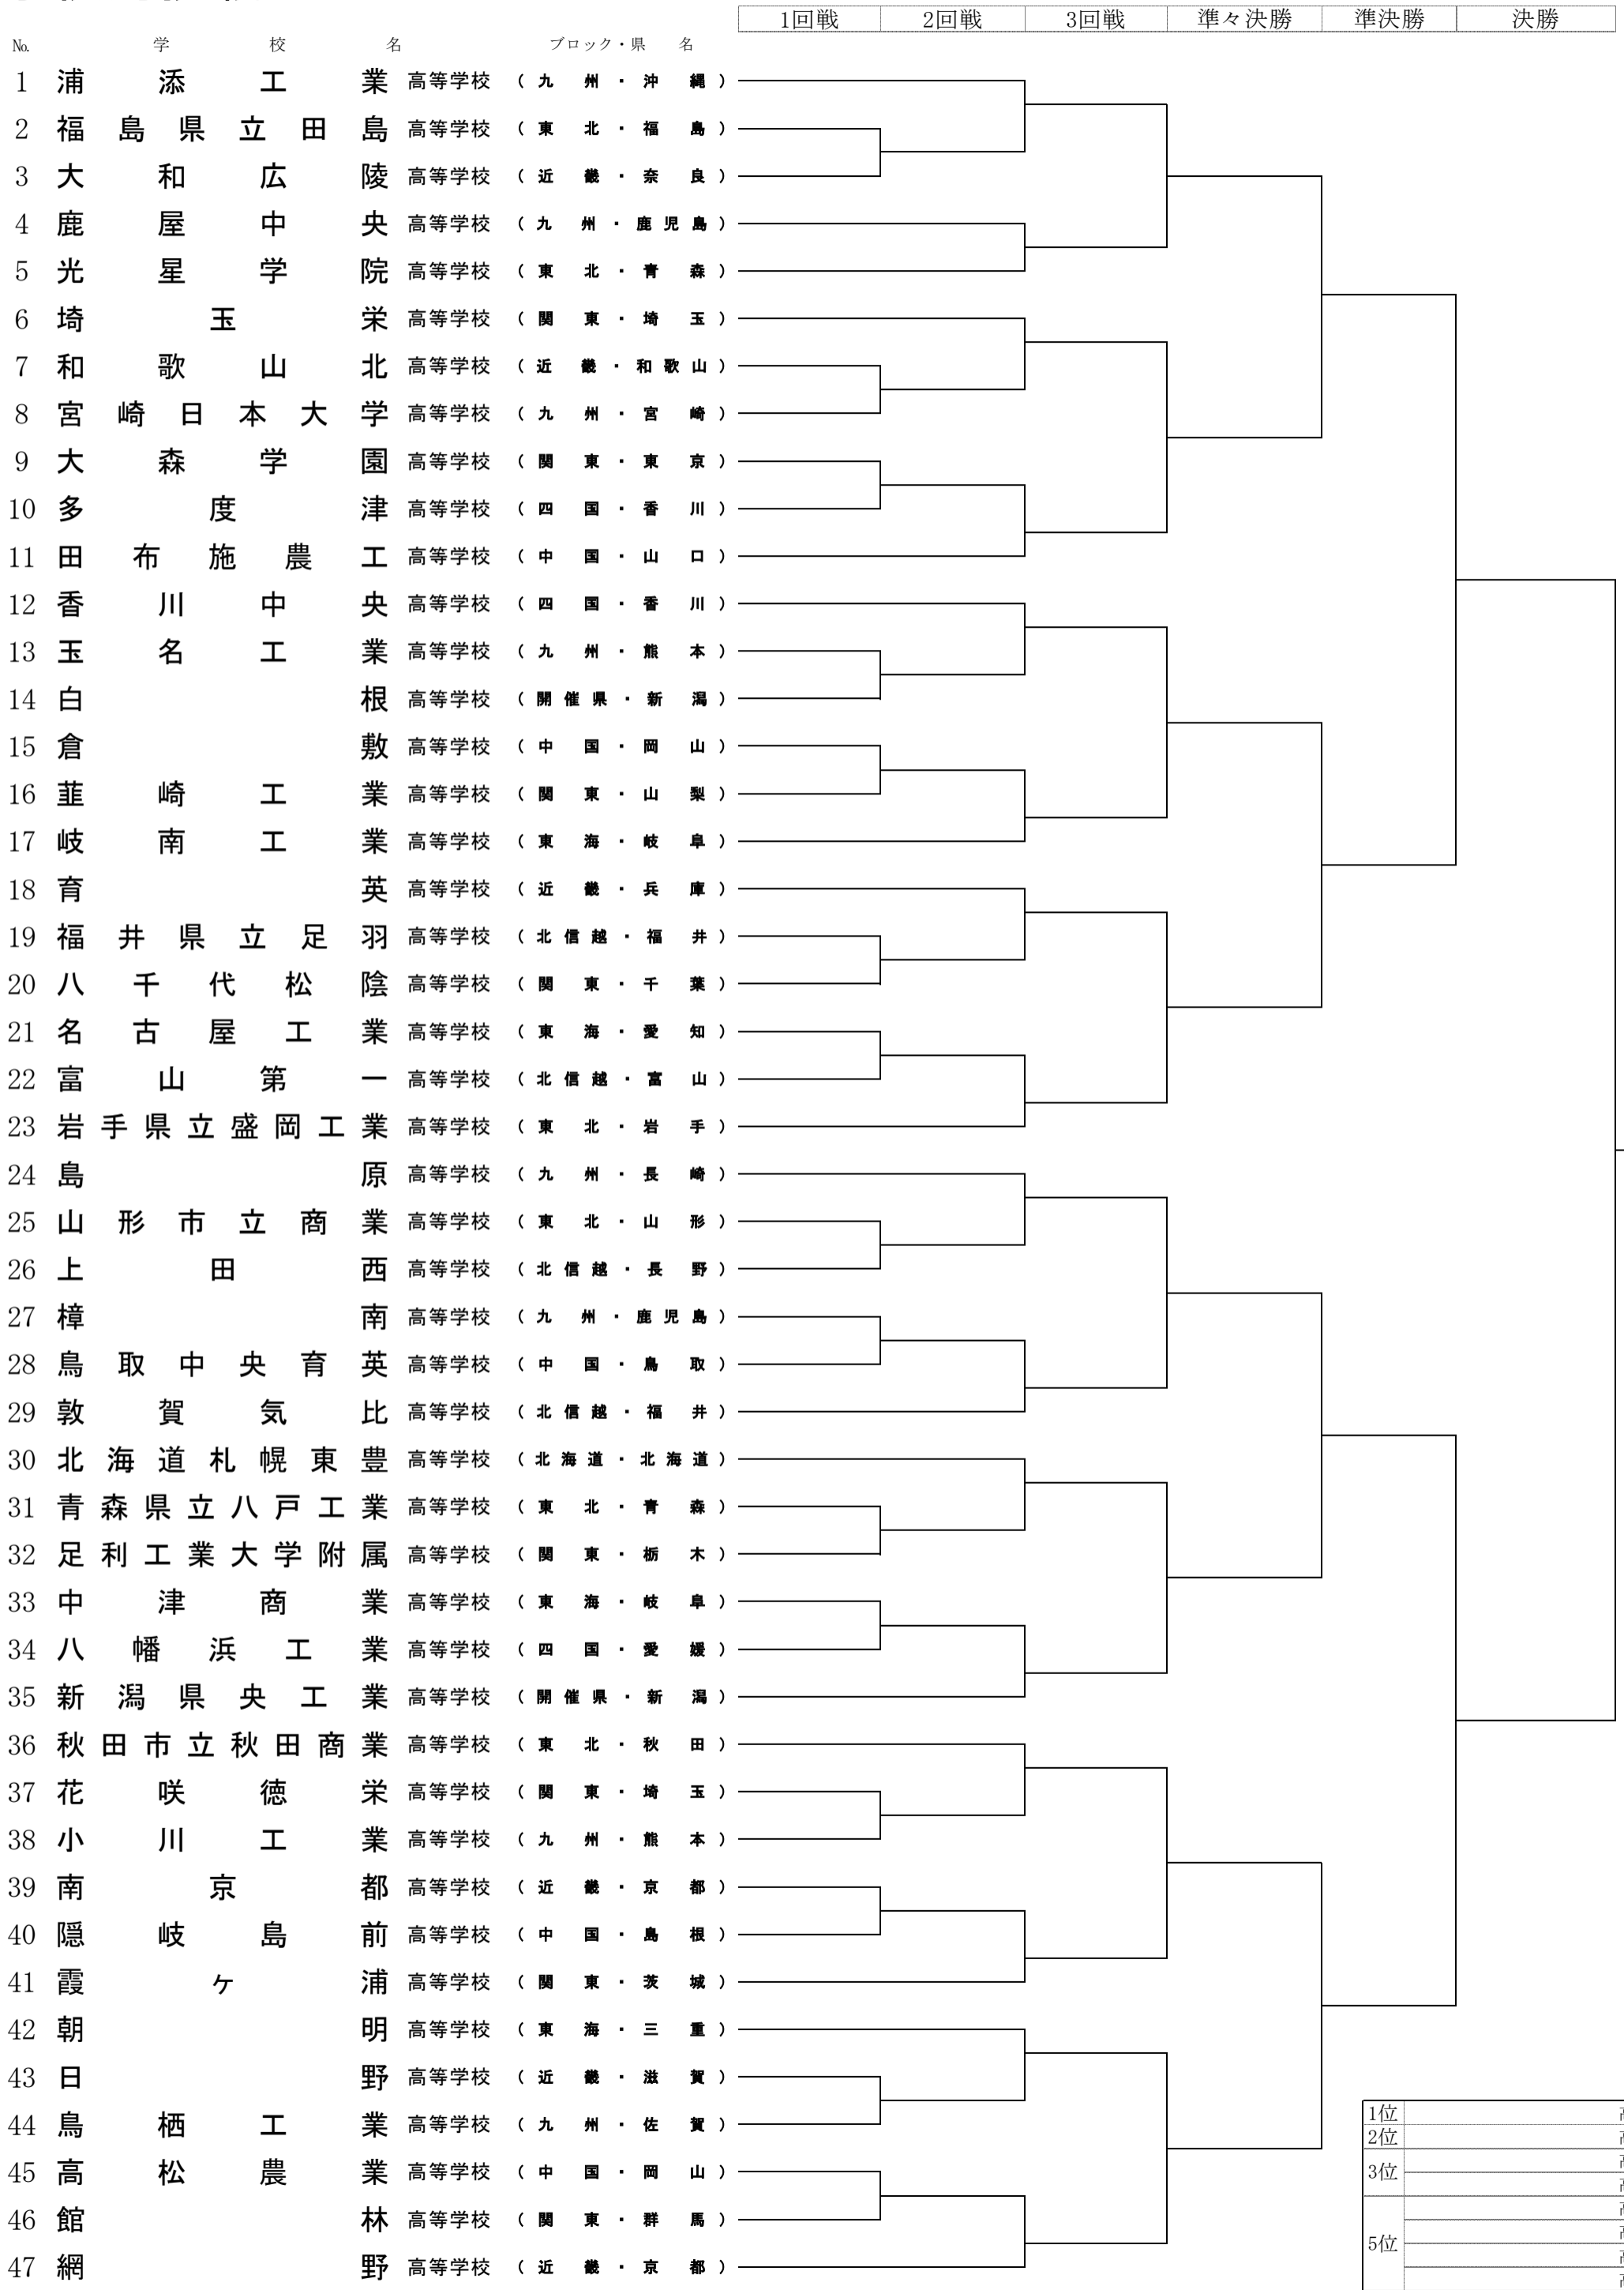 1回戦 2回戦 3回戦 準々決勝 準決勝 決勝
№ 学校名 ブロック・県名
1 浦添工業 高等学校 (九州・沖縄)
2 福島県立田島 高等学校 (東北・福島)
3 大和広陵 高等学校 (近畿・奈良)
4 鹿屋中央 高等学校 (九州・鹿児島)
5 光星学院 高等学校 (東北・青森)
6 埼玉栄 高等学校 (関東・埼玉)
7 和歌山北 高等学校 (近畿・和歌山)
8 宮崎日本大学 高等学校 (九州・宮崎)
9 大森学園 高等学校 (関東・東京)
10 多度津 高等学校 (四国・香川)
11 田布施農工 高等学校 (中国・山口)
12 香川中央 高等学校 (四国・香川)
13 玉名工業 高等学校 (九州・熊本)
14 白根 高等学校 (開催県・新潟)
15 倉敷 高等学校 (中国・岡山)
16 韮崎工業 高等学校 (関東・山梨)
17 岐南工業 高等学校 (東海・岐阜)
18 育英 高等学校 (近畿・兵庫)
19 福井県立足羽 高等学校 (北信越・福井)
20 八千代松陰 高等学校 (関東・千葉)
21 名古屋工業 高等学校 (東海・愛知)
22 富山第一 高等学校 (北信越・富山)
23 岩手県立盛岡工業 高等学校 (東北・岩手)
24 島原 高等学校 (九州・長崎)
25 山形市立商業 高等学校 (東北・山形)
26 上田西 高等学校 (北信越・長野)
27 樟南 高等学校 (九州・鹿児島)
28 鳥取中央育英 高等学校 (中国・鳥取)
29 敦賀気比 高等学校 (北信越・福井)
30 北海道札幌東豊 高等学校 (北海道・北海道)
31 青森県立八戸工業 高等学校 (東北・青森)
32 足利工業大学附属 高等学校 (関東・栃木)
33 中津商業 高等学校 (東海・岐阜)
34 八幡浜工業 高等学校 (四国・愛媛)
35 新潟県央工業 高等学校 (開催県・新潟)
36 秋田市立秋田商業 高等学校 (東北・秋田)
37 花咲徳栄 高等学校 (関東・埼玉)
38 小川工業 高等学校 (九州・熊本)
39 南京都 高等学校 (近畿・京都)
40 隠岐島前 高等学校 (中国・島根)
41 霞ヶ浦 高等学校 (関東・茨城)
42 朝明 高等学校 (東海・三重)
43 日野 高等学校 (近畿・滋賀)
44 鳥栖工業 高等学校 (九州・佐賀)
45 高松農業 高等学校 (中国・岡山)
46 館林 高等学校 (関東・群馬)
47 網野 高等学校 (近畿・京都)
1位
2位
3位
5位